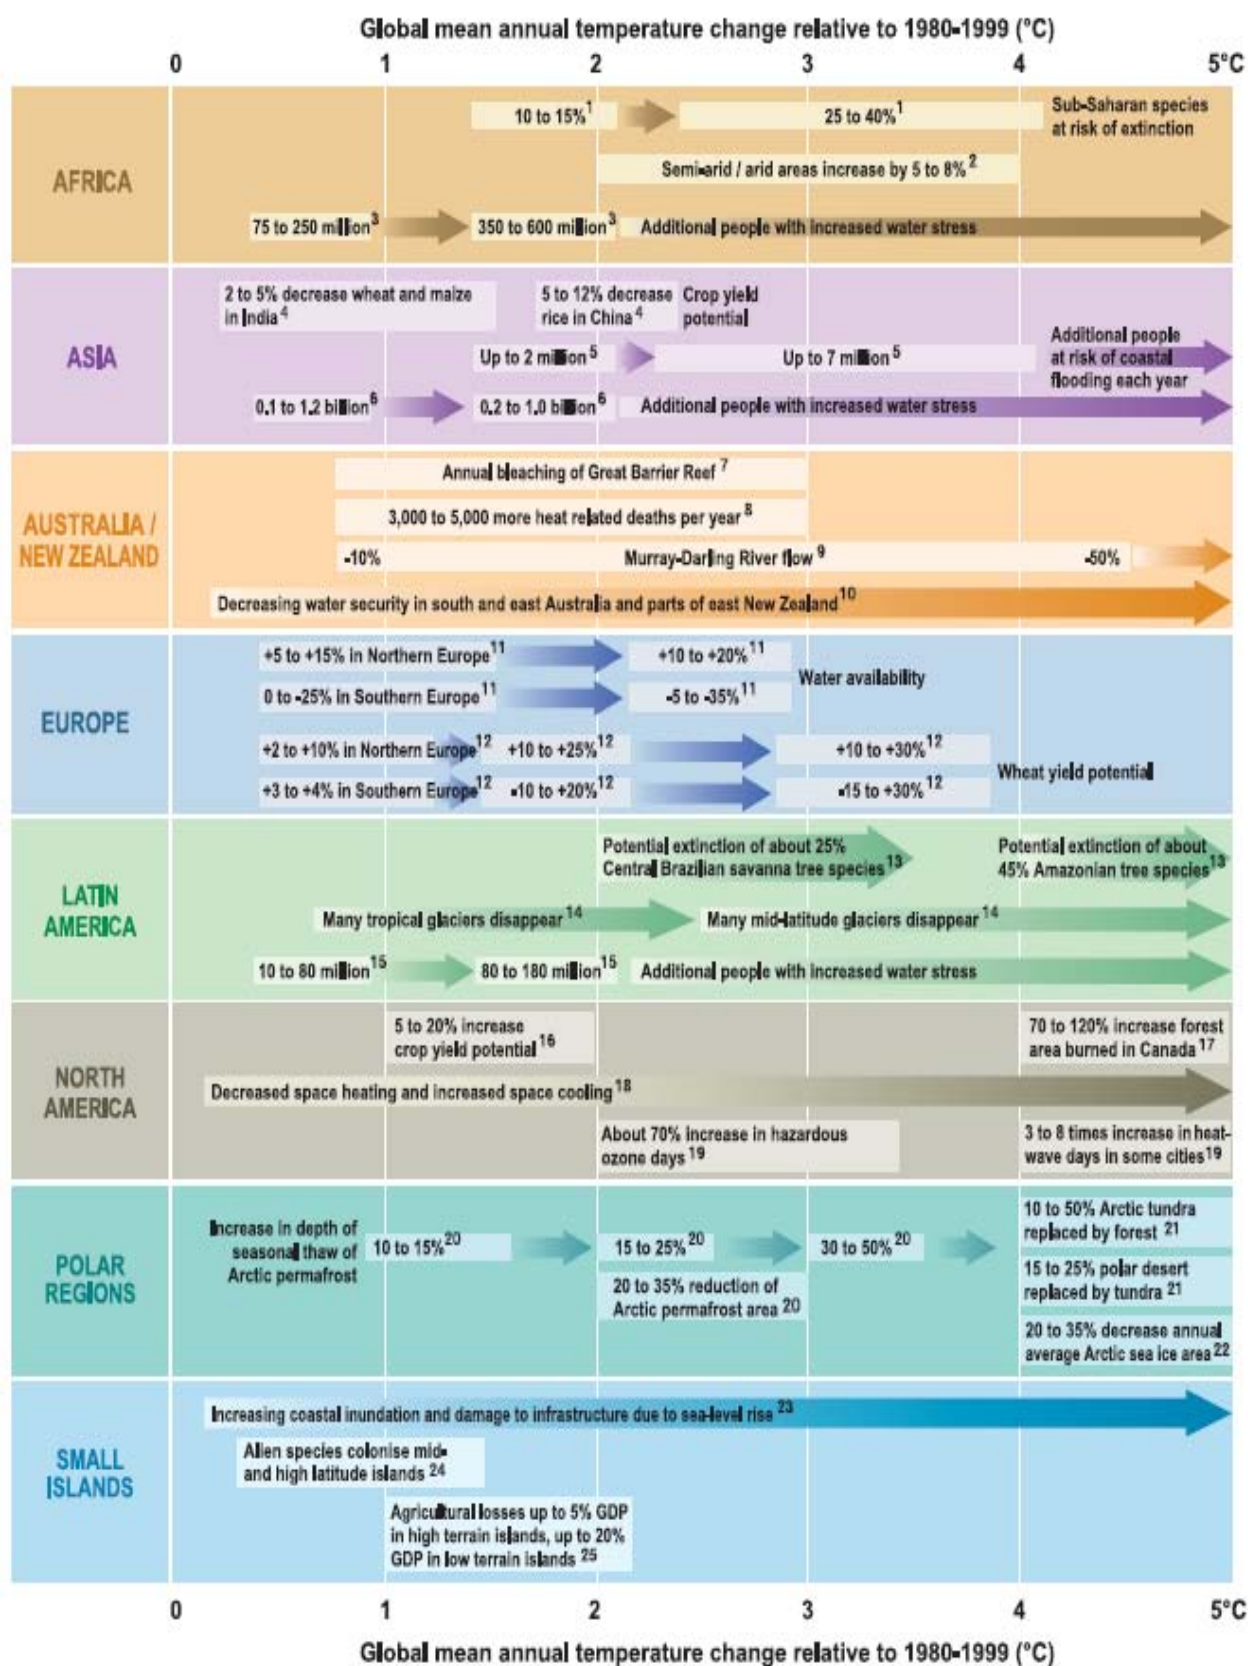 Global mean annual temperature change relative to 1980-1999 (°C)
0 1 2 3 4 5°C
AFRICA
10 to 15%1
25 to 40%1
Sub-Saharan species
at risk of extinction
Semi-arid / arid areas increase by 5 to 8%2
75 to 250 million3
350 to 600 million3
Additional people with increased water stress
ASIA
2 to 5% decrease wheat and maize
in India4
5 to 12% decrease
rice in China4
Crop yield
potential
Up to 2 million5
Up to 7 million5
Additional people
at risk of coastal
flooding each year
0.1 to 1.2 billion6
0.2 to 1.0 billion6
Additional people with increased water stress
AUSTRALIA /
NEW ZEALAND
Annual bleaching of Great Barrier Reef 7
3,000 to 5,000 more heat related deaths per year8
-10%
Murray-Darling River flow 9
-50%
Decreasing water security in south and east Australia and parts of east New Zealand10
EUROPE
+5 to +15% in Northern Europe11
+10 to +20%11
0 to -25% in Southern Europe11
-5 to -35%11
Water availability
+2 to +10% in Northern Europe12
+10 to +25%12
+10 to +30%12
+3 to +4% in Southern Europe12
-10 to +20%12
-15 to +30%12
Wheat yield potential
LATIN
AMERICA
Potential extinction of about 25%
Central Brazilian savanna tree species13
Potential extinction of about
45% Amazonian tree species13
Many tropical glaciers disappear14
Many mid-latitude glaciers disappear14
10 to 80 million15
80 to 180 million15
Additional people with increased water stress
NORTH
AMERICA
5 to 20% increase
crop yield potential16
70 to 120% increase forest
area burned in Canada17
Decreased space heating and increased space cooling18
About 70% increase in hazardous
ozone days19
3 to 8 times increase in heat-
wave days in some cities19
POLAR
REGIONS
Increase in depth of
seasonal thaw of
Arctic permafrost
10 to 15%20
15 to 25%20
30 to 50%20
20 to 35% reduction of
Arctic permafrost area 20
10 to 50% Arctic tundra
replaced by forest 21
15 to 25% polar desert
replaced by tundra 21
20 to 35% decrease annual
average Arctic sea ice area22
SMALL
ISLANDS
Increasing coastal inundation and damage to infrastructure due to sea-level rise23
Alien species colonise mid-
and high latitude islands 24
Agricultural losses up to 5% GDP
in high terrain islands, up to 20%
GDP in low terrain islands 25
0 1 2 3 4 5°C
Global mean annual temperature change relative to 1980-1999 (°C)